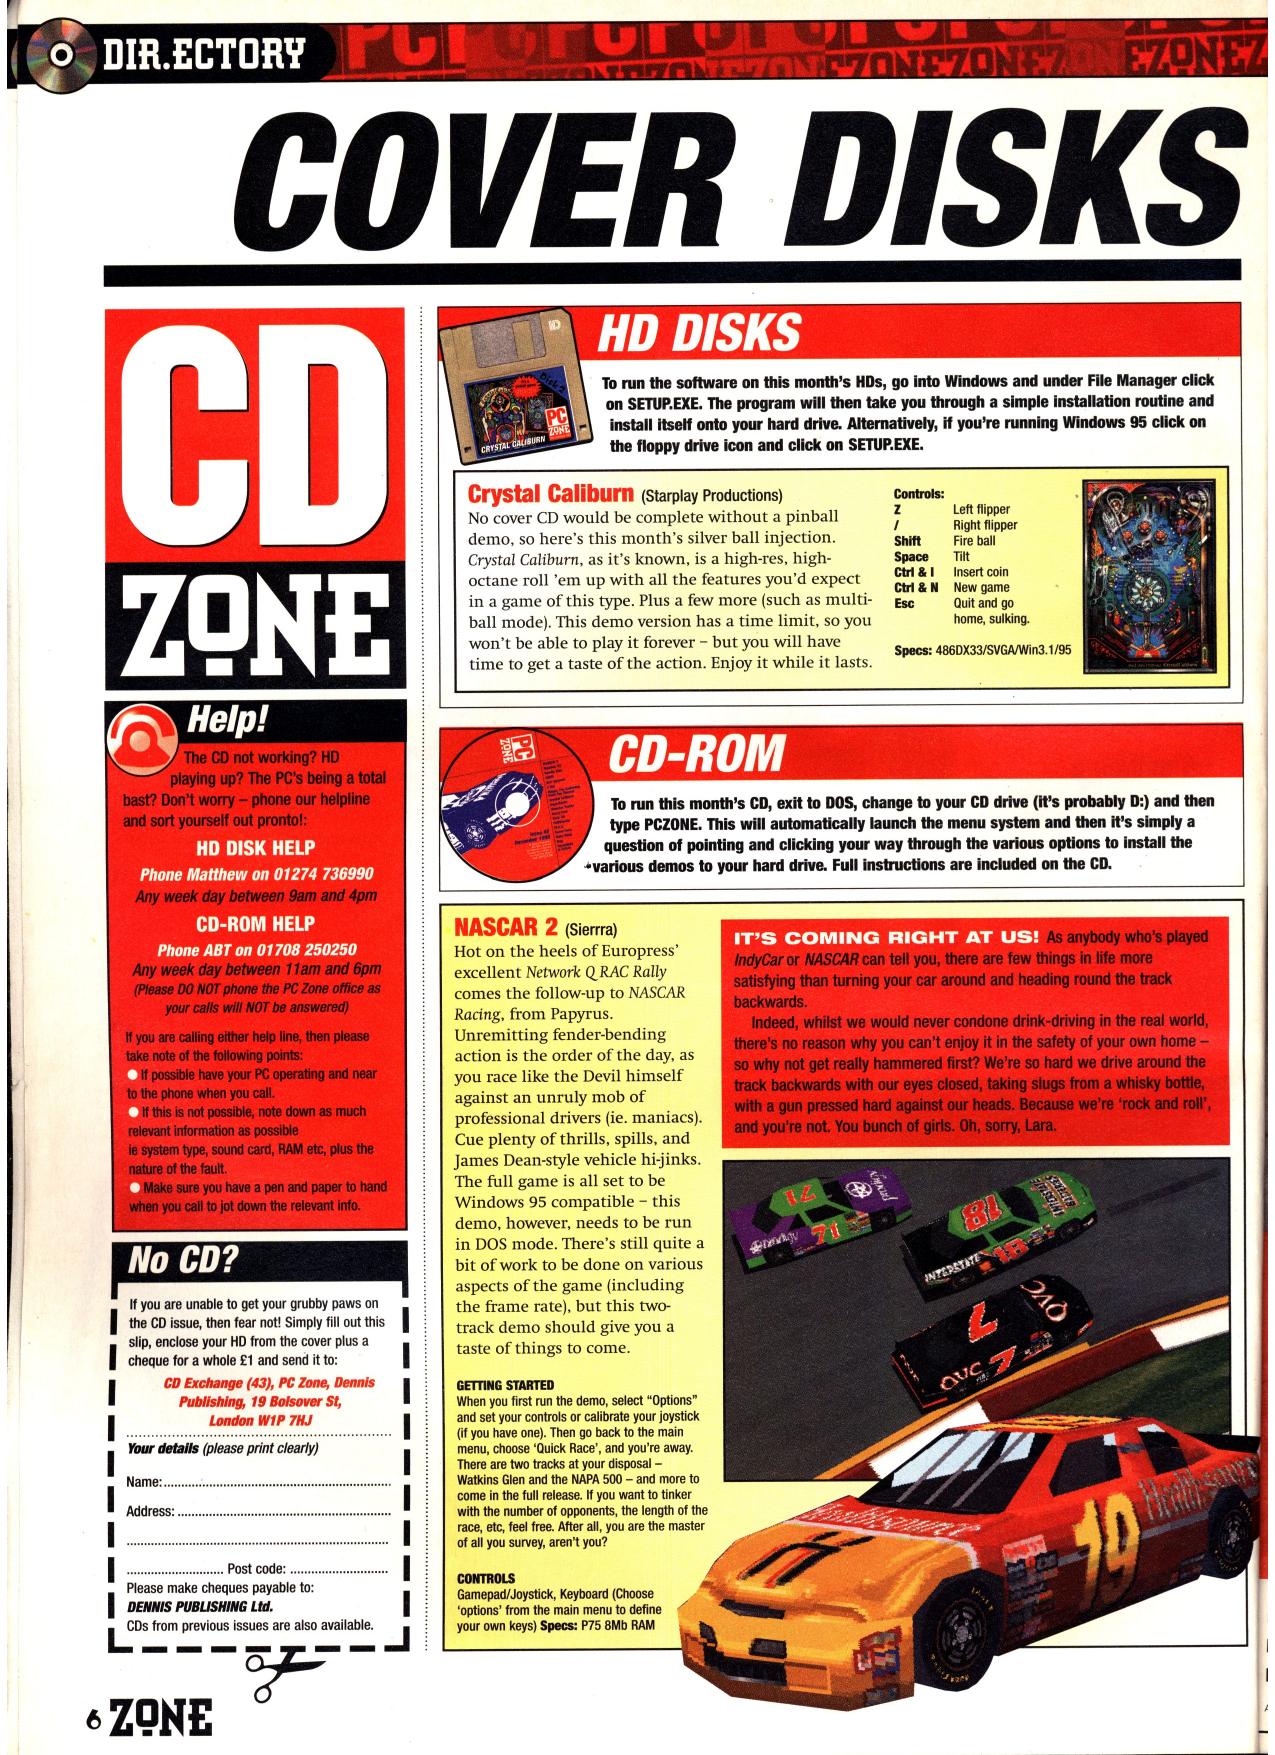 DIR.ECTORY
COVER DISKS
CD
ZONE
Help!
The CD not working? HD
playing up? The PC's being a total
bast? Don't worry – phone our helpline
and sort yourself out pronto!:
HD DISK HELP
Phone Matthew on 01274 736990
Any week day between 9am and 4pm
CD-ROM HELP
Phone ABT on 01708 250250
Any week day between 11am and 6pm
(Please DO NOT phone the PC Zone office as
your calls will NOT be answered)
If you are calling either help line, then please
take note of the following points:
● If possible have your PC operating and near
to the phone when you call.
● If this is not possible, note down as much
relevant information as possible
ie system type, sound card, RAM etc, plus the
nature of the fault.
● Make sure you have a pen and paper to hand
when you call to jot down the relevant info.
No CD?
If you are unable to get your grubby paws on
the CD issue, then fear not! Simply fill out this
slip, enclose your HD from the cover plus a
cheque for a whole £1 and send it to:
CD Exchange (43), PC Zone, Dennis
Publishing, 19 Bolsover St,
London W1P 7HJ
Your details (please print clearly)
Name:
Address:
Post code:
Please make cheques payable to:
DENNIS PUBLISHING Ltd.
CDs from previous issues are also available.
HD DISKS
Disk 2
PC
ZONE
CRYSTAL CALIBURN
To run the software on this month's HDs, go into Windows and under File Manager click
on SETUP.EXE. The program will then take you through a simple installation routine and
install itself onto your hard drive. Alternatively, if you're running Windows 95 click on
the floppy drive icon and click on SETUP.EXE.
Crystal Caliburn (Starplay Productions)
No cover CD would be complete without a pinball
demo, so here's this month's silver ball injection.
Crystal Caliburn, as it's known, is a high-res, high-
octane roll 'em up with all the features you'd expect
in a game of this type. Plus a few more (such as multi-
ball mode). This demo version has a time limit, so you
won't be able to play it forever – but you will have
time to get a taste of the action. Enjoy it while it lasts.
Controls:
Z Left flipper
/ Right flipper
Shift Fire ball
Space Tilt
Ctrl & I Insert coin
Ctrl & N New game
Esc Quit and go
home, sulking.
Specs: 486DX33/SVGA/Win3.1/95
CD-ROM
PC
ZONE
To run this month's CD, exit to DOS, change to your CD drive (it's probably D:) and then
type PCZONE. This will automatically launch the menu system and then it's simply a
question of pointing and clicking your way through the various options to install the
various demos to your hard drive. Full instructions are included on the CD.
NASCAR 2 (Sierrra)
Hot on the heels of Europress'
excellent Network Q RAC Rally
comes the follow-up to NASCAR
Racing, from Papyrus.
Unremitting fender-bending
action is the order of the day, as
you race like the Devil himself
against an unruly mob of
professional drivers (ie. maniacs).
Cue plenty of thrills, spills, and
James Dean-style vehicle hi-jinks.
The full game is all set to be
Windows 95 compatible – this
demo, however, needs to be run
in DOS mode. There's still quite a
bit of work to be done on various
aspects of the game (including
the frame rate), but this two-
track demo should give you a
taste of things to come.
GETTING STARTED
When you first run the demo, select "Options"
and set your controls or calibrate your joystick
(if you have one). Then go back to the main
menu, choose 'Quick Race', and you're away.
There are two tracks at your disposal –
Watkins Glen and the NAPA 500 – and more to
come in the full release. If you want to tinker
with the number of opponents, the length of the
race, etc, feel free. After all, you are the master
of all you survey, aren't you?
CONTROLS
Gamepad/Joystick, Keyboard (Choose
'options' from the main menu to define
your own keys) Specs: P75 8Mb RAM
IT'S COMING RIGHT AT US! As anybody who's played
IndyCar or NASCAR can tell you, there are few things in life more
satisfying than turning your car around and heading round the track
backwards.
Indeed, whilst we would never condone drink-driving in the real world,
there's no reason why you can't enjoy it in the safety of your own home –
so why not get really hammered first? We're so hard we drive around the
track backwards with our eyes closed, taking slugs from a whisky bottle,
with a gun pressed hard against our heads. Because we're 'rock and roll',
and you're not. You bunch of girls. Oh, sorry, Lara.
71
Prodigy
71
18
INTERSTATE
18
QVC
7
QVC 7
Healthsource
19
6 ZONE